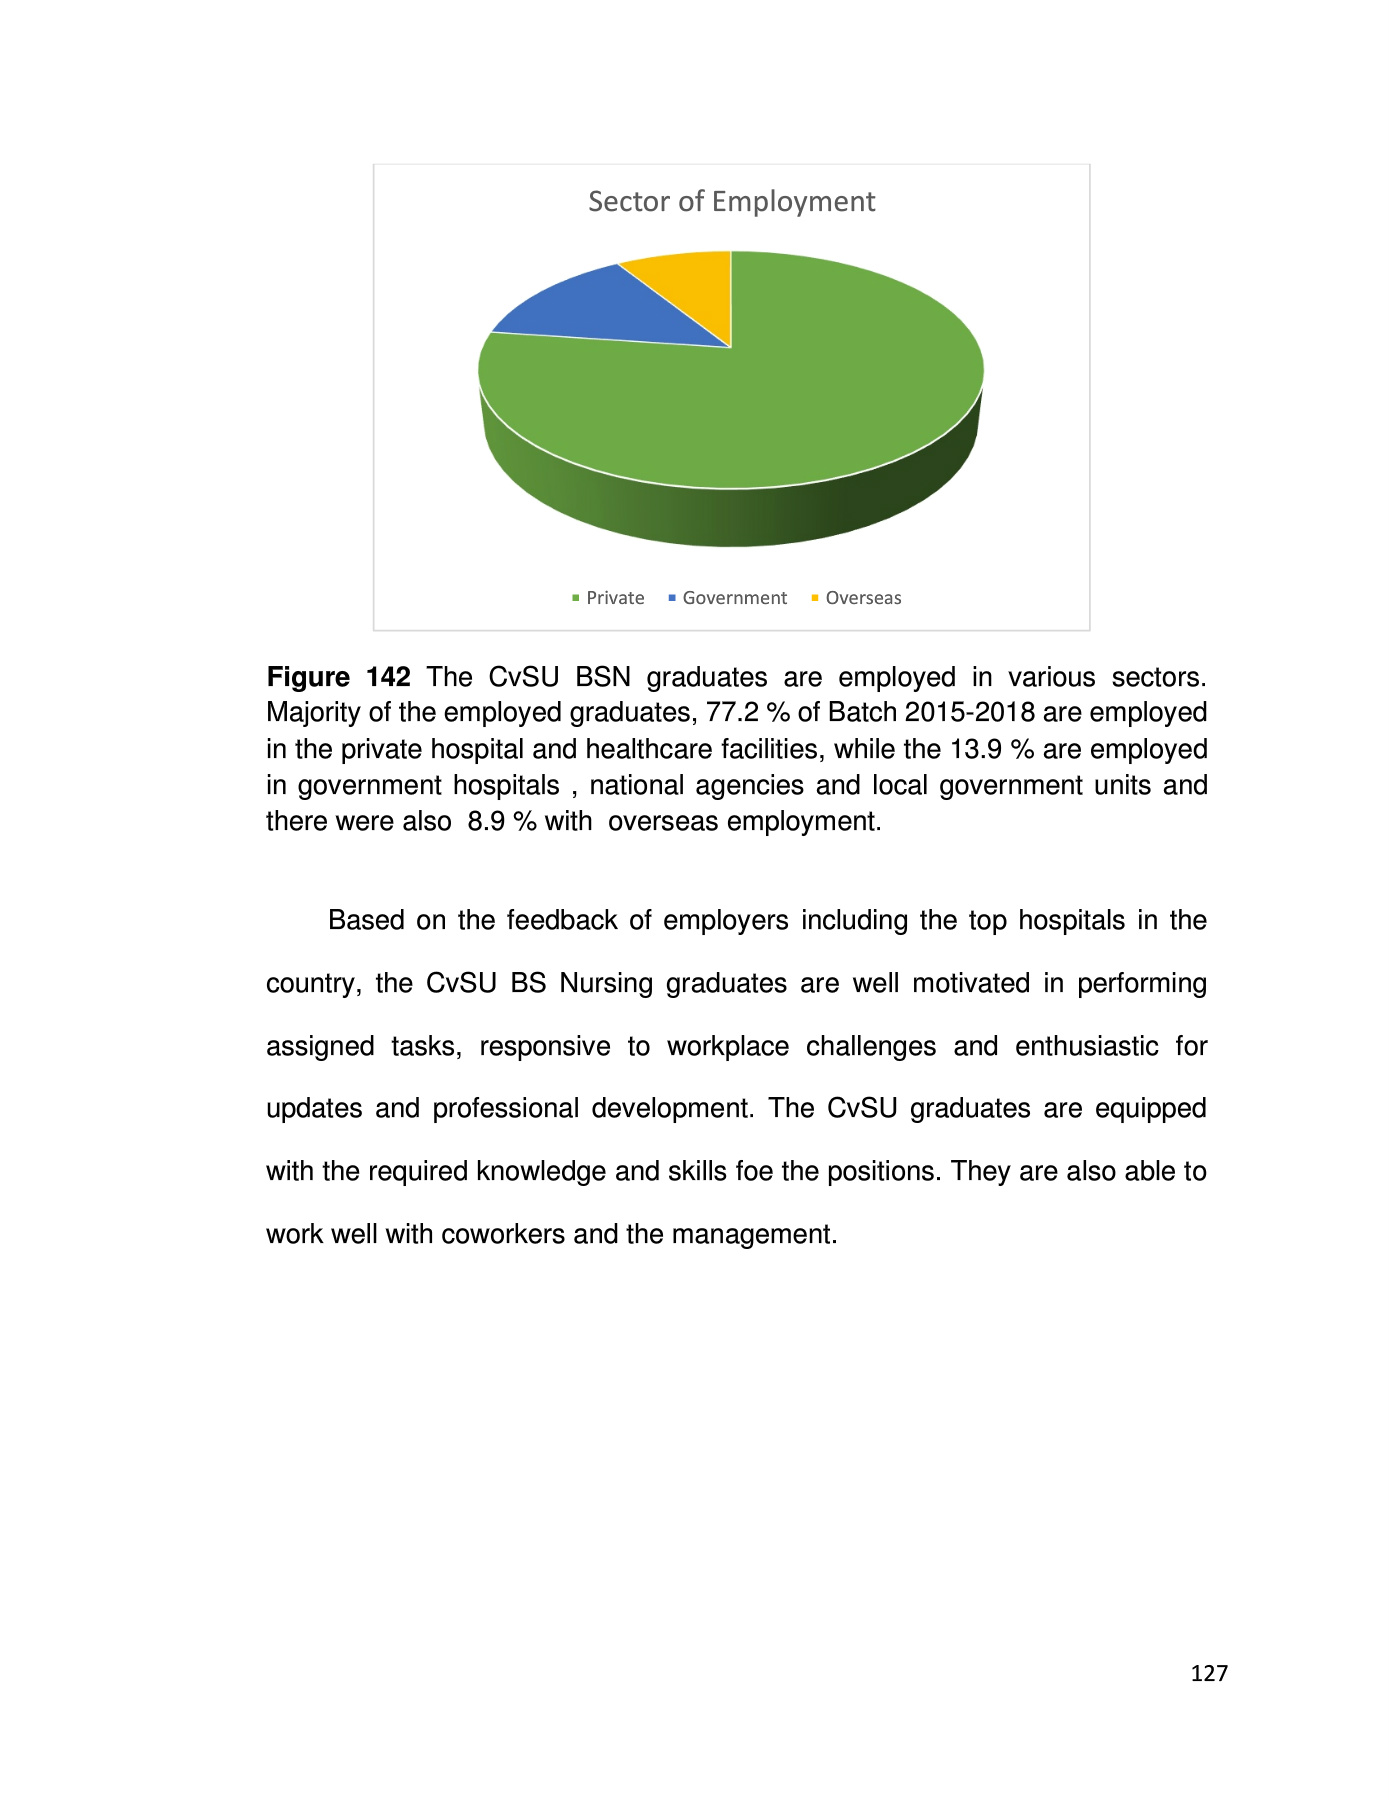 Sector of Employment
Private Government Overseas
Figure 142 The CvSU BSN graduates are employed in various sectors.
Majority of the employed graduates, 77.2 % of Batch 2015-2018 are employed
in the private hospital and healthcare facilities, while the 13.9 % are employed
in government hospitals , national agencies and local government units and
there were also 8.9 % with overseas employment.
Based on the feedback of employers including the top hospitals in the
country, the CvSU BS Nursing graduates are well motivated in performing
assigned tasks, responsive to workplace challenges and enthusiastic for
updates and professional development. The CvSU graduates are equipped
with the required knowledge and skills foe the positions. They are also able to
work well with coworkers and the management.
127